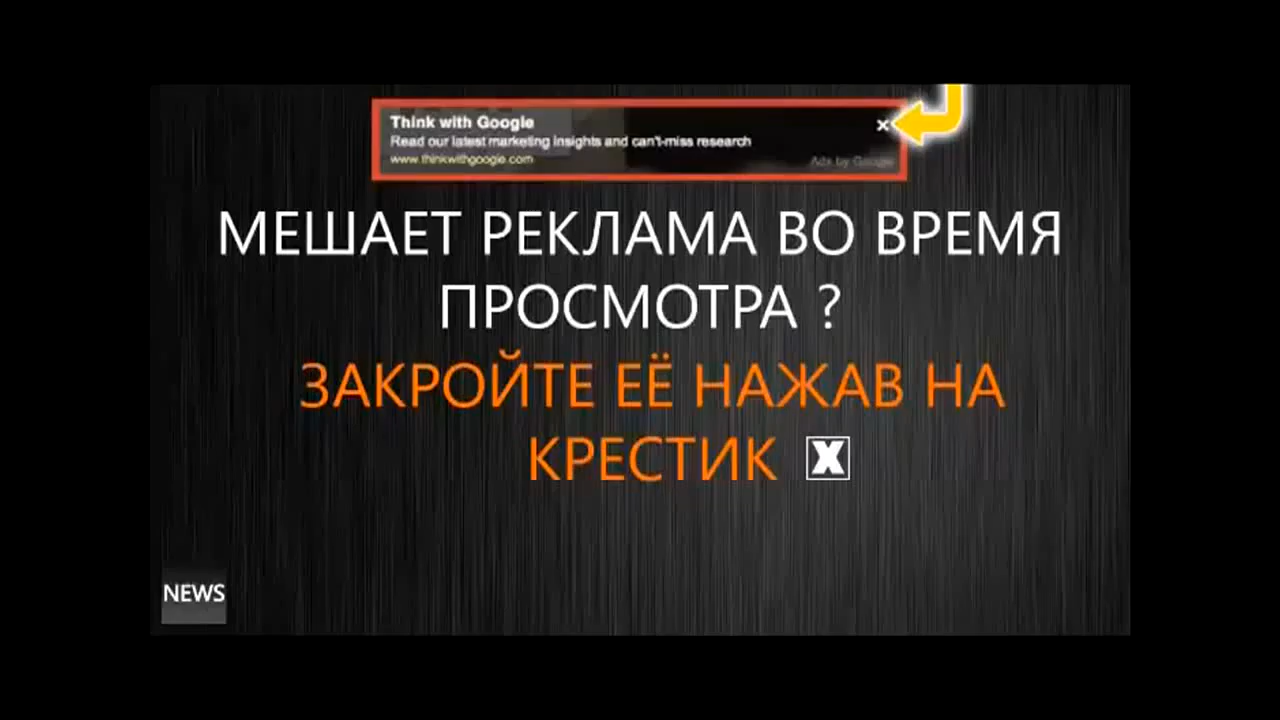 Think with Google
Read our latest marketing insights and can't-miss research
www.thinkwithgoogle.com
Ads by Google
МЕШАЕТ РЕКЛАМА ВО ВРЕМЯ
ПРОСМОТРА ?
ЗАКРОЙТЕ ЕЁ НАЖАВ НА
КРЕСТИК X
NEWS